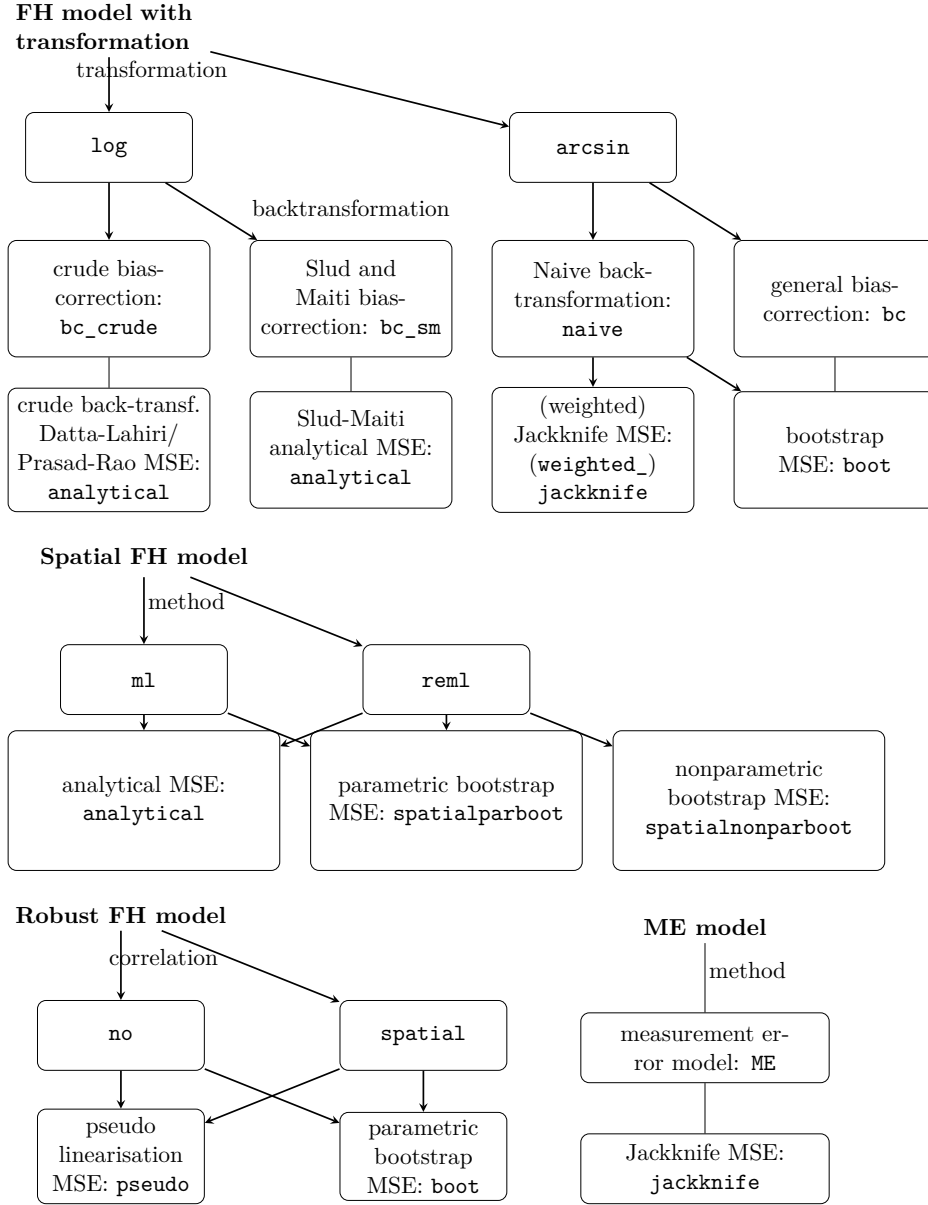 FH model with
transformation
transformation
log
arcsin
backtransformation
crude bias-
correction:
bc_crude
Slud and
Maiti bias-
correction: bc_sm
Naive back-
transformation:
naive
general bias-
correction: bc
crude back-transf.
Datta-Lahiri/
Prasad-Rao MSE:
analytical
Slud-Maiti
analytical MSE:
analytical
(weighted)
Jackknife MSE:
(weighted_)
jackknife
bootstrap
MSE: boot
Spatial FH model
method
ml
reml
analytical MSE:
analytical
parametric bootstrap
MSE: spatialparboot
nonparametric
bootstrap MSE:
spatialnonparboot
Robust FH model
correlation
no
spatial
pseudo
linearisation
MSE: pseudo
parametric
bootstrap
MSE: boot
ME model
method
measurement er-
ror model: ME
Jackknife MSE:
jackknife